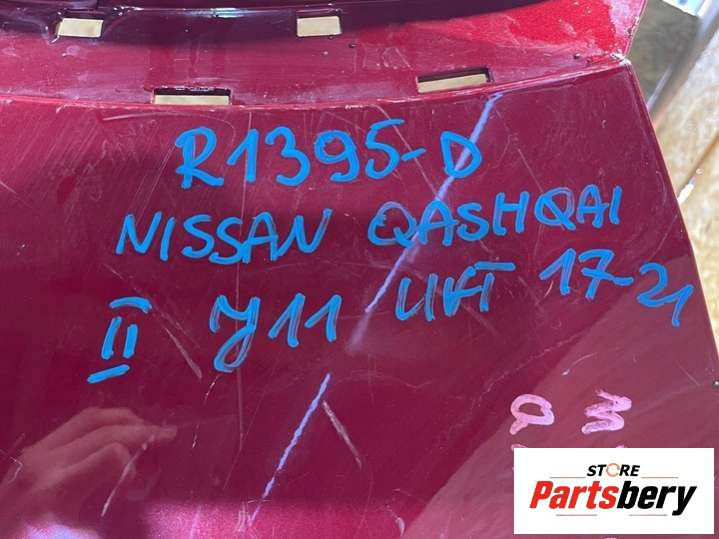 R1395-D
NISSAN QASHQAI
II J11 LIFT 17-21
STORE
Partsbery